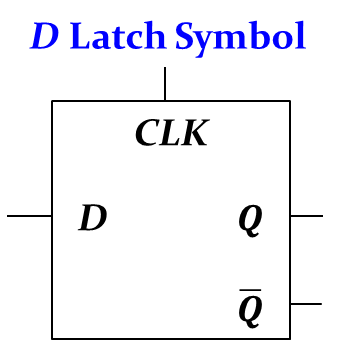 D Latch Symbol
CLK
D Q
Q̅